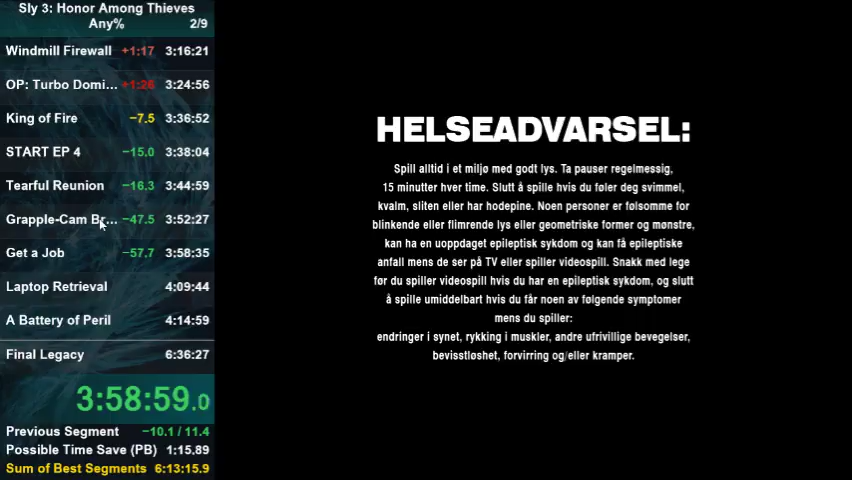 Sly 3: Honor Among Thieves
Any% 2/9
Windmill Firewall +1:17 3:16:21
OP: Turbo Domi... +1:26 3:24:56
King of Fire −7.5 3:36:52
START EP 4 −15.0 3:38:04
Tearful Reunion −16.3 3:44:59
Grapple-Cam Br... −47.5 3:52:27
Get a Job −57.7 3:58:35
Laptop Retrieval 4:09:44
A Battery of Peril 4:14:59
Final Legacy 6:36:27
3:58:59.0
Previous Segment −10.1 / 11.4
Possible Time Save (PB) 1:15.89
Sum of Best Segments 6:13:15.9
HELSEADVARSEL:
Spill alltid i et miljø med godt lys. Ta pauser regelmessig,
15 minutter hver time. Slutt å spille hvis du føler deg svimmel,
kvalm, sliten eller har hodepine. Noen personer er følsomme for
blinkende eller flimrende lys eller geometriske former og mønstre,
kan ha en uoppdaget epileptisk sykdom og kan få epileptiske
anfall mens de ser på TV eller spiller videospill. Snakk med lege
før du spiller videospill hvis du har en epileptisk sykdom, og slutt
å spille umiddelbart hvis du får noen av følgende symptomer
mens du spiller:
endringer i synet, rykking i muskler, andre ufrivillige bevegelser,
bevisstløshet, forvirring og/eller kramper.